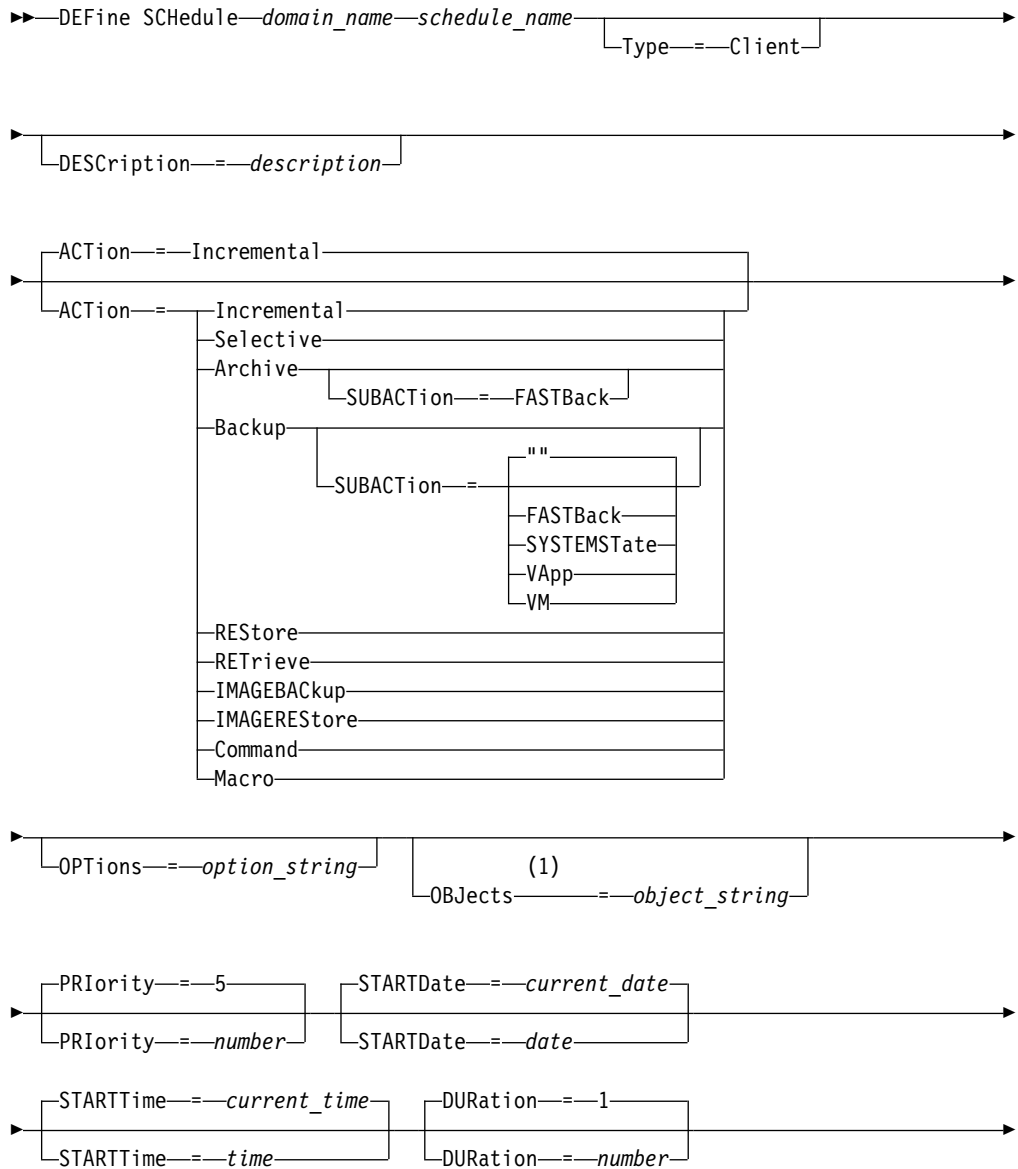 DEFine SCHedule domain_name schedule_name
Type = Client
DESCription = description
ACTion = Incremental
ACTion = Incremental
Selective
Archive
SUBACTion = FASTBack
Backup
""
SUBACTion =
FASTBack
SYSTEMSTate
VApp
VM
REStore
RETrieve
IMAGEBACkup
IMAGEREStore
Command
Macro
OPTions = option_string
(1)
OBJects = object_string
PRIority = 5
STARTDate = current_date
PRIority = number
STARTDate = date
STARTTime = current_time
DURation = 1
STARTTime = time
DURation = number